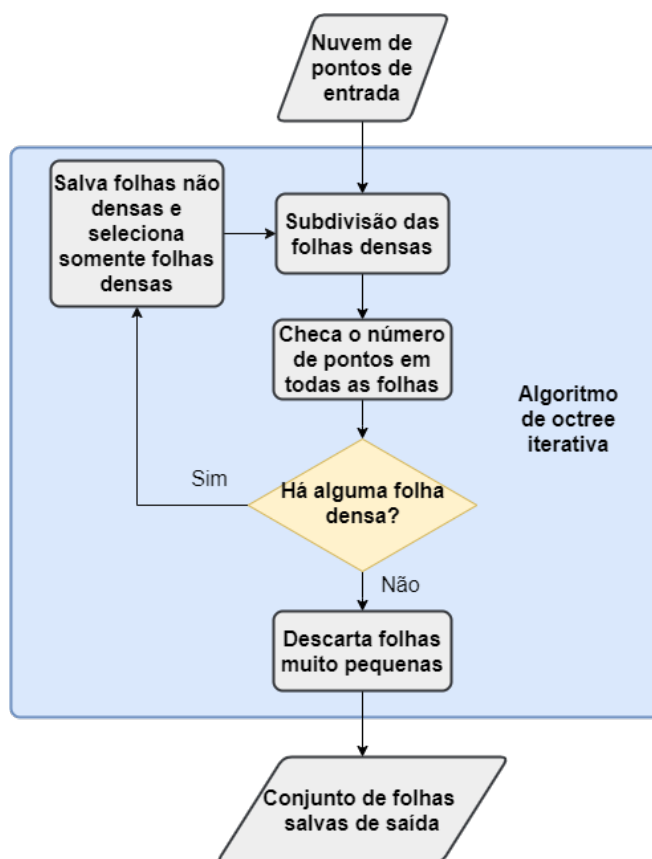 Nuvem de
pontos de
entrada
Salva folhas não
densas e
seleciona
somente folhas
densas
Subdivisão das
folhas densas
Checa o número
de pontos em
todas as folhas
Algoritmo
de octree
iterativa
Sim
Há alguma folha
densa?
Não
Descarta folhas
muito pequenas
Conjunto de folhas
salvas de saída